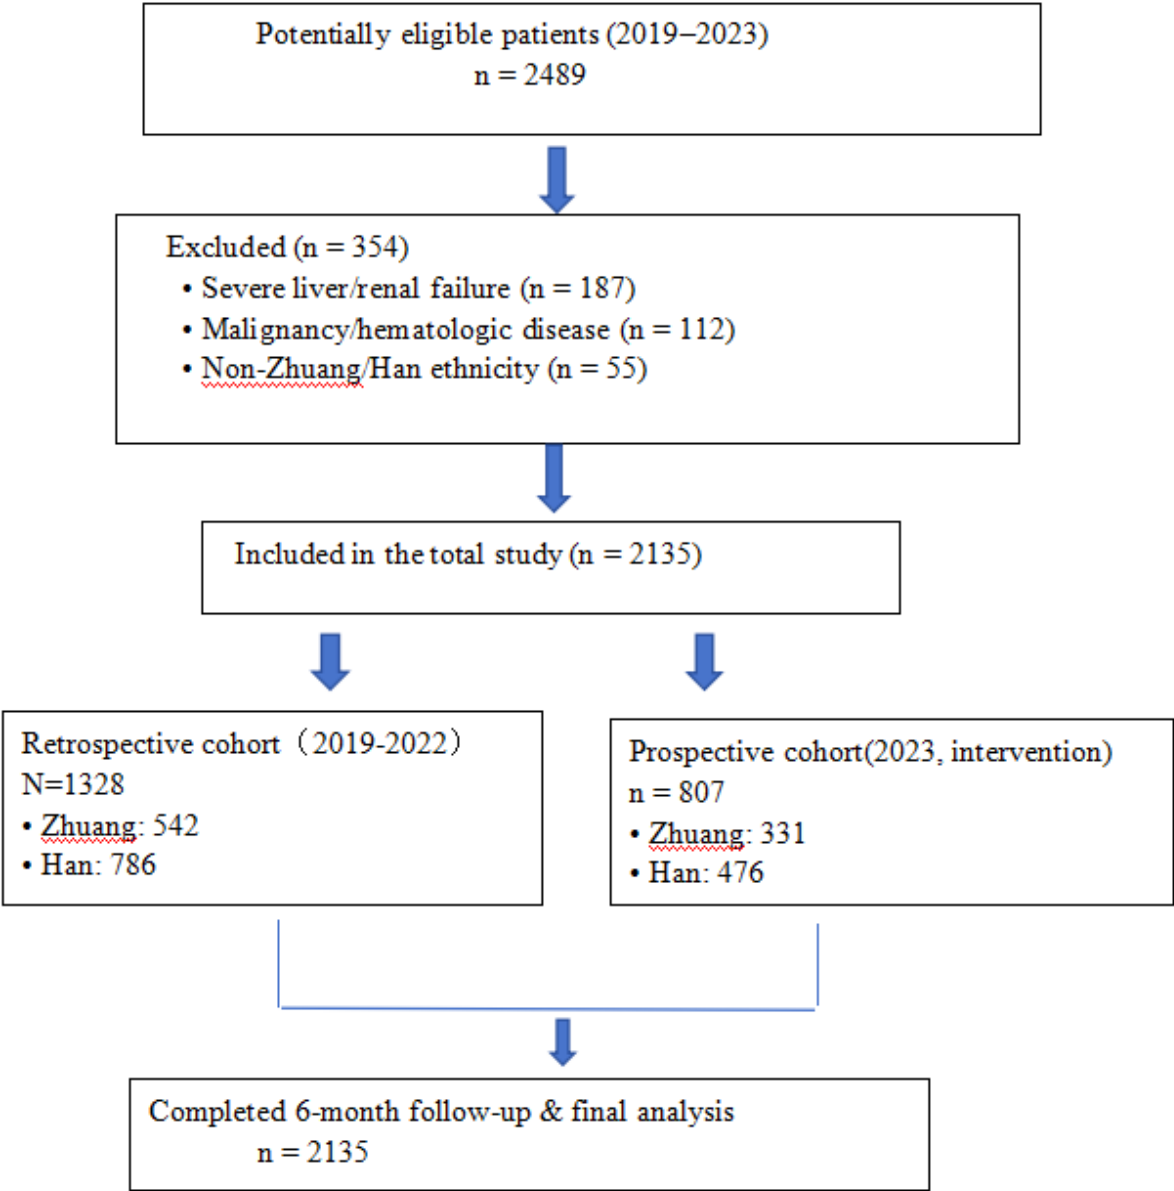 Potentially eligible patients (2019–2023)
n = 2489
Excluded (n = 354)
• Severe liver/renal failure (n = 187)
• Malignancy/hematologic disease (n = 112)
• Non-Zhuang/Han ethnicity (n = 55)
Included in the total study (n = 2135)
Retrospective cohort（2019-2022）
N=1328
• Zhuang: 542
• Han: 786
Prospective cohort(2023, intervention)
n = 807
• Zhuang: 331
• Han: 476
Completed 6-month follow-up & final analysis
n = 2135